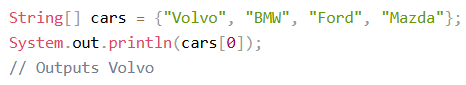 String[] cars = {"Volvo", "BMW", "Ford", "Mazda"};
System.out.println(cars[0]);
// Outputs Volvo